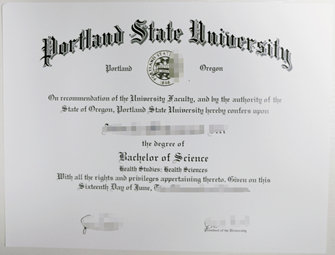 Portland State University
Portland Oregon
On recommendation of the University Faculty, and by the authority of the
State of Oregon, Portland State University hereby confers upon
the degree of
Bachelor of Science
Health Studies: Health Sciences
With all the rights and privileges appertaining thereto. Given on this
Sixteenth Day of June,